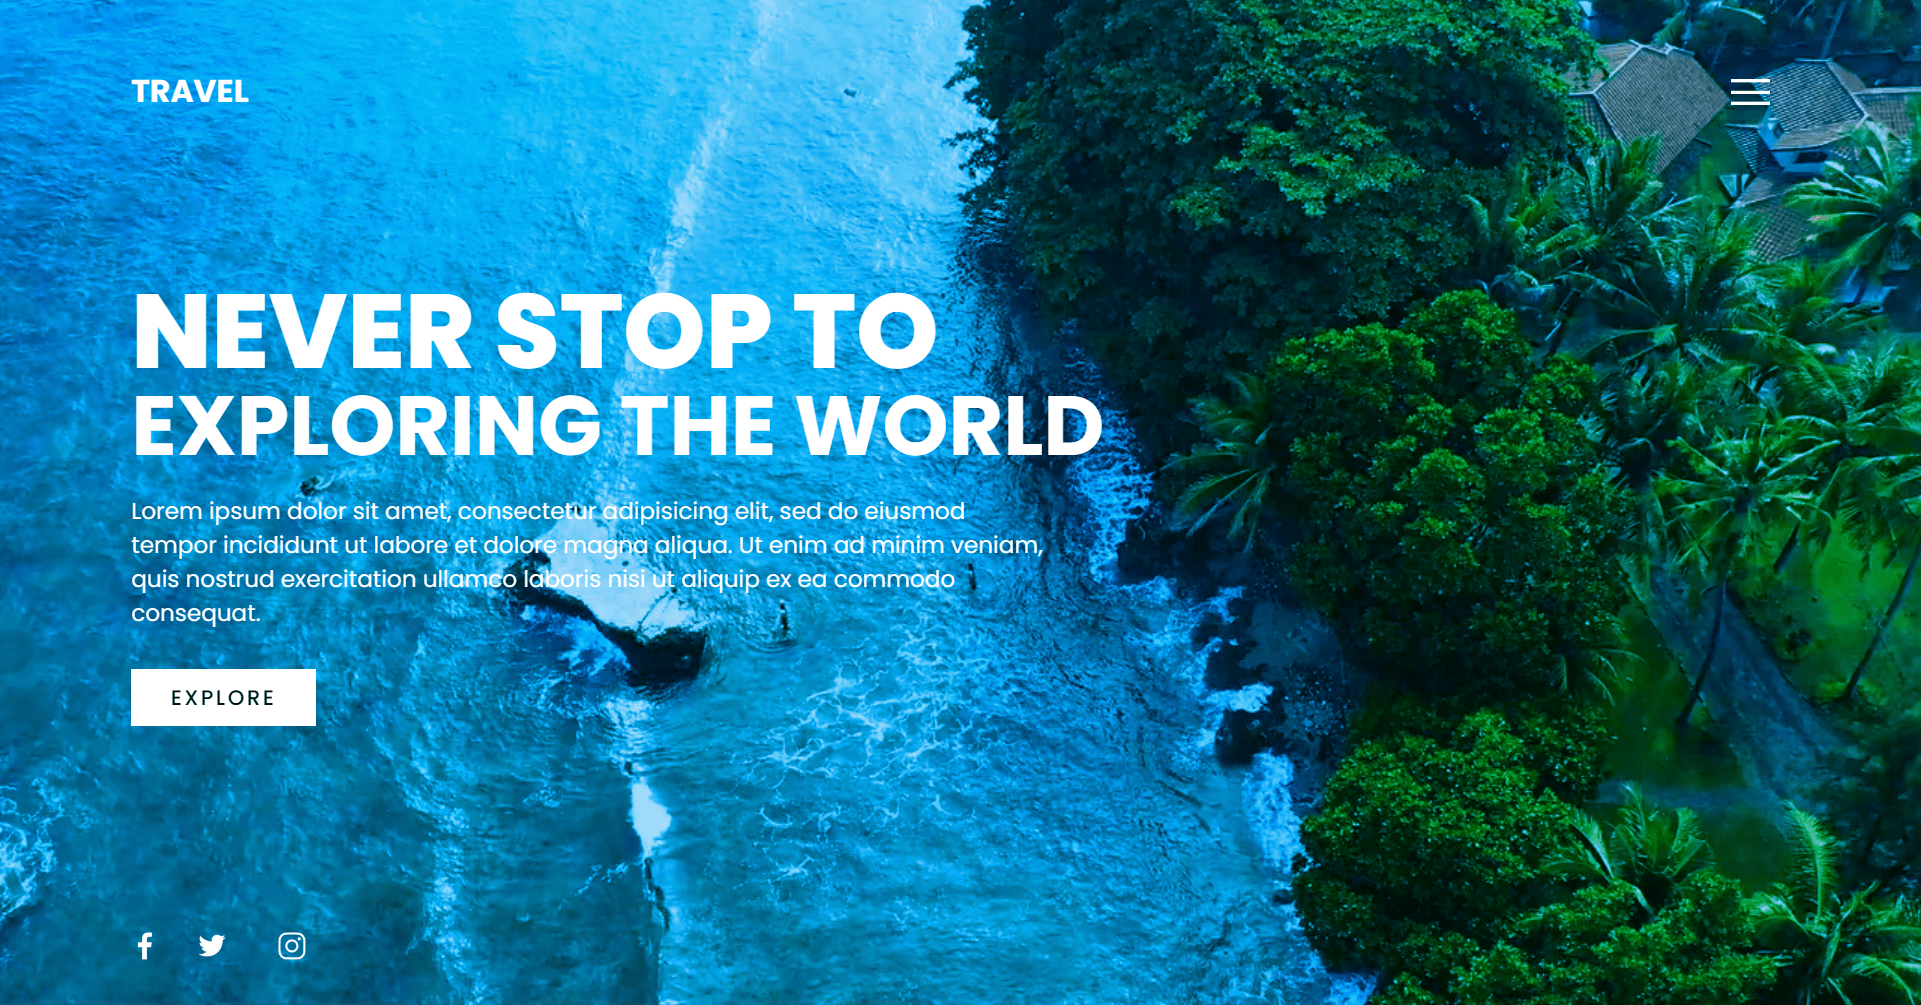 TRAVEL
NEVER STOP TO
EXPLORING THE WORLD
Lorem ipsum dolor sit amet, consectetur adipisicing elit, sed do eiusmod
tempor incididunt ut labore et dolore magna aliqua. Ut enim ad minim veniam,
quis nostrud exercitation ullamco laboris nisi ut aliquip ex ea commodo
consequat.
EXPLORE